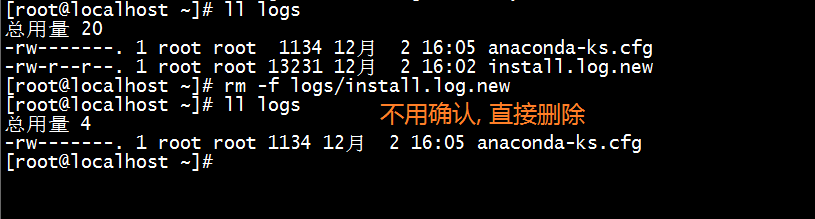 [root@localhost ~]# ll logs
总用量 20
-rw-------. 1 root root  1134 12月  2 16:05 anaconda-ks.cfg
-rw-r--r--. 1 root root 13231 12月  2 16:02 install.log.new
[root@localhost ~]# rm -f logs/install.log.new
[root@localhost ~]# ll logs
不用确认, 直接删除
总用量 4
-rw-------. 1 root root 1134 12月  2 16:05 anaconda-ks.cfg
[root@localhost ~]#